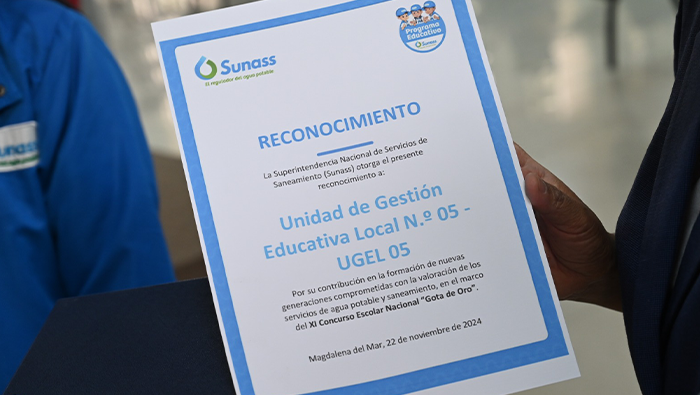 Programa
Educativo
Sunass
Sunass
El regulador del agua potable
RECONOCIMIENTO
La Superintendencia Nacional de Servicios de
Saneamiento (Sunass) otorga el presente
reconocimiento a:
Unidad de Gestión
Educativa Local N.º 05 -
UGEL 05
Por su contribución en la formación de nuevas
generaciones comprometidas con la valoración de los
servicios de agua potable y saneamiento, en el marco
del XI Concurso Escolar Nacional “Gota de Oro”.
Magdalena del Mar, 22 de noviembre de 2024
Sunass